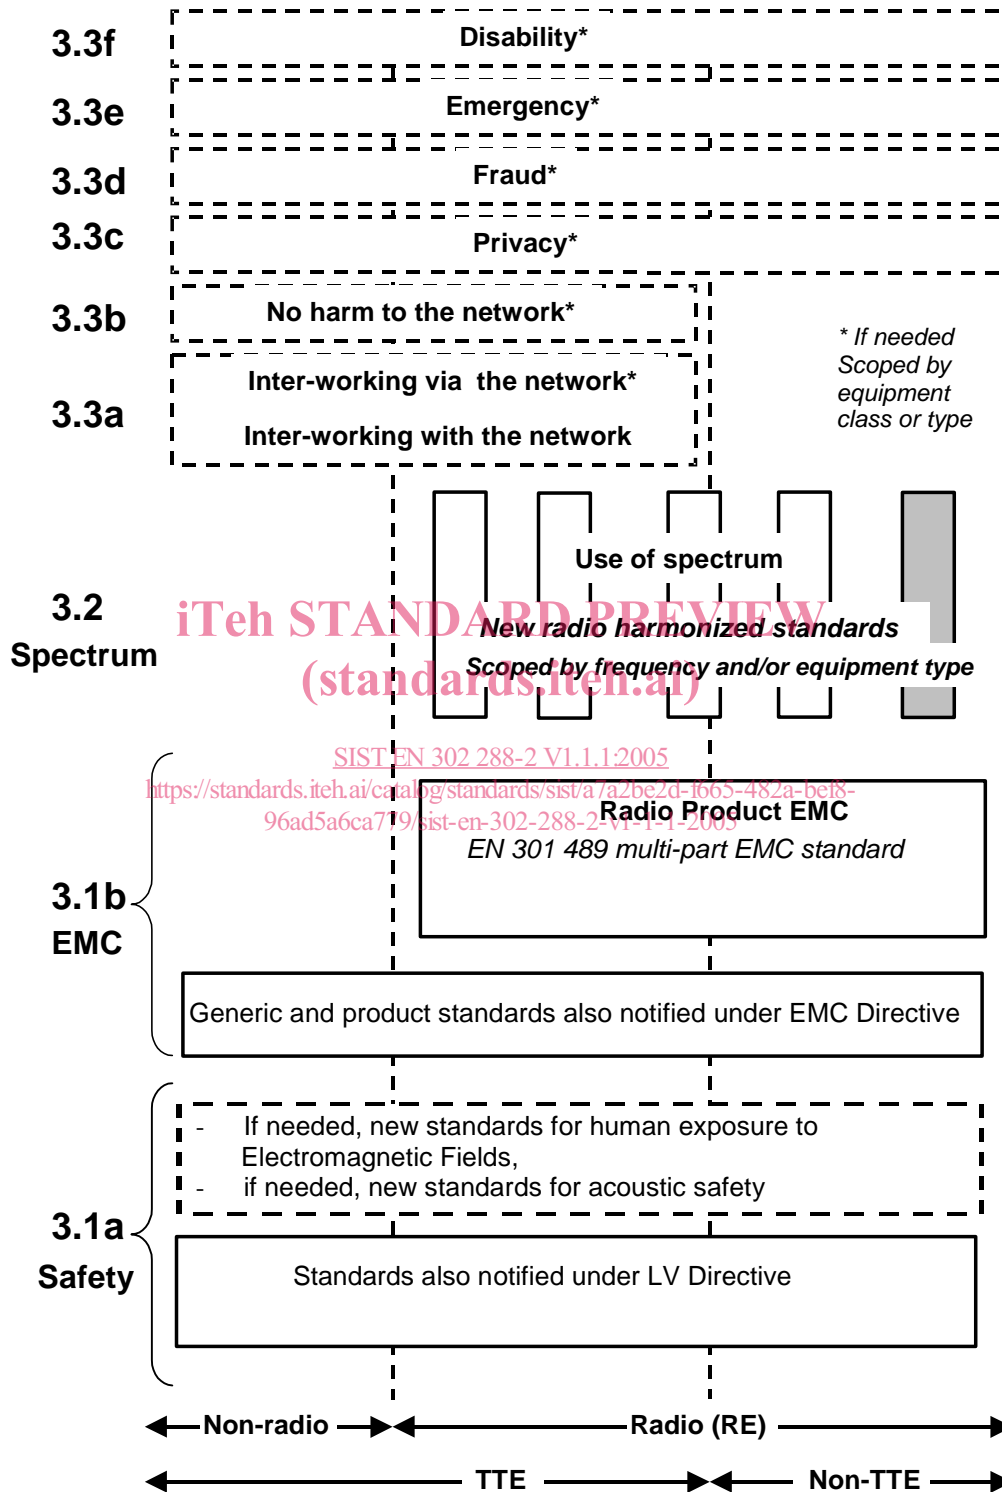 3.3f
Disability*
3.3e
Emergency*
3.3d
Fraud*
3.3c
Privacy*
3.3b
No harm to the network*
* If needed
Scoped by
equipment
class or type
3.3a
Inter-working via the network*
Inter-working with the network
Use of spectrum
3.2
Spectrum
iTeh STANDARD PREVIEW
New radio harmonized standards
(standards.iteh.ai)
Scoped by frequency and/or equipment type
SIST EN 302 288-2 V1.1.1:2005
https://standards.iteh.ai/catalog/standards/sist/a7a2be2d-f665-482a-bef8-
96ad5a6ca779/sist-en-302-288-2-v1-1-1-2005
Radio Product EMC
EN 301 489 multi-part EMC standard
3.1b
EMC
Generic and product standards also notified under EMC Directive
- If needed, new standards for human exposure to
Electromagnetic Fields,
- if needed, new standards for acoustic safety
3.1a
Safety
Standards also notified under LV Directive
Non-radio
Radio (RE)
TTE
Non-TTE